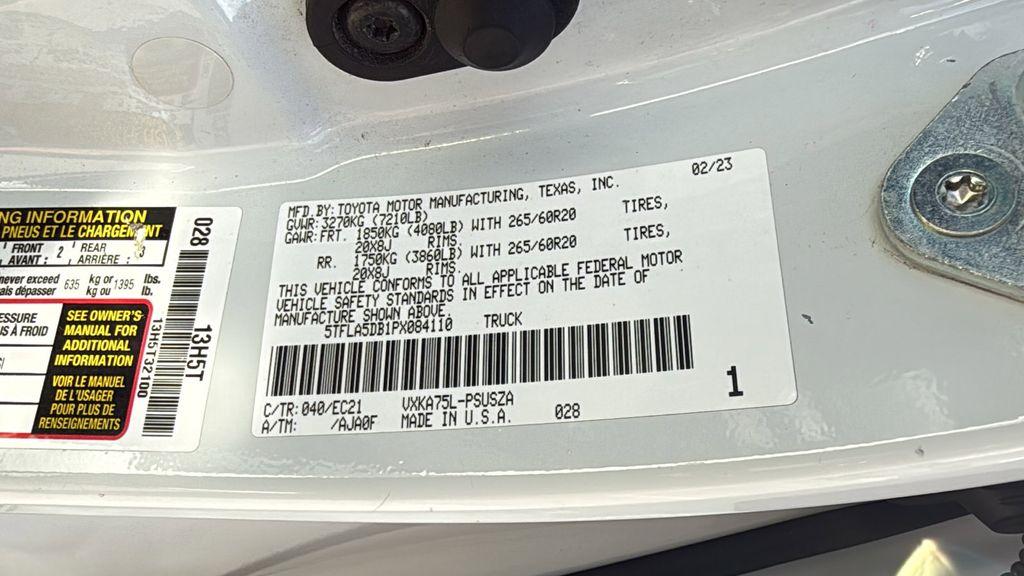 NG INFORMATION
PNEUS ET LE CHARGEMENT
FRONT 2 REAR
AVANT : ARRIÈRE :
never exceed 635 kg or 1395 lbs.
ais dépasser kg ou lb.
ESSURE
S À FROID
SEE OWNER'S
MANUAL FOR
ADDITIONAL
INFORMATION
VOIR LE MANUEL
DE L'USAGER
POUR PLUS DE
RENSEIGNEMENTS
028
13H5T
13H5T32100
02/23
MFD.BY:TOYOTA MOTOR MANUFACTURING, TEXAS, INC.
GVWR:3270KG (7210LB)
GAWR:FRT. 1850KG (4080LB) WITH 265/60R20 TIRES,
20X8J RIMS.
RR. 1750KG (3860LB) WITH 265/60R20 TIRES,
20X8J RIMS.
THIS VEHICLE CONFORMS TO ALL APPLICABLE FEDERAL MOTOR
VEHICLE SAFETY STANDARDS IN EFFECT ON THE DATE OF
MANUFACTURE SHOWN ABOVE.
5TFLA5DB1PX084110 TRUCK
C/TR:040/EC21 VXKA75L-PSUSZA
A/TM: /AJA0F MADE IN U.S.A. 028
1